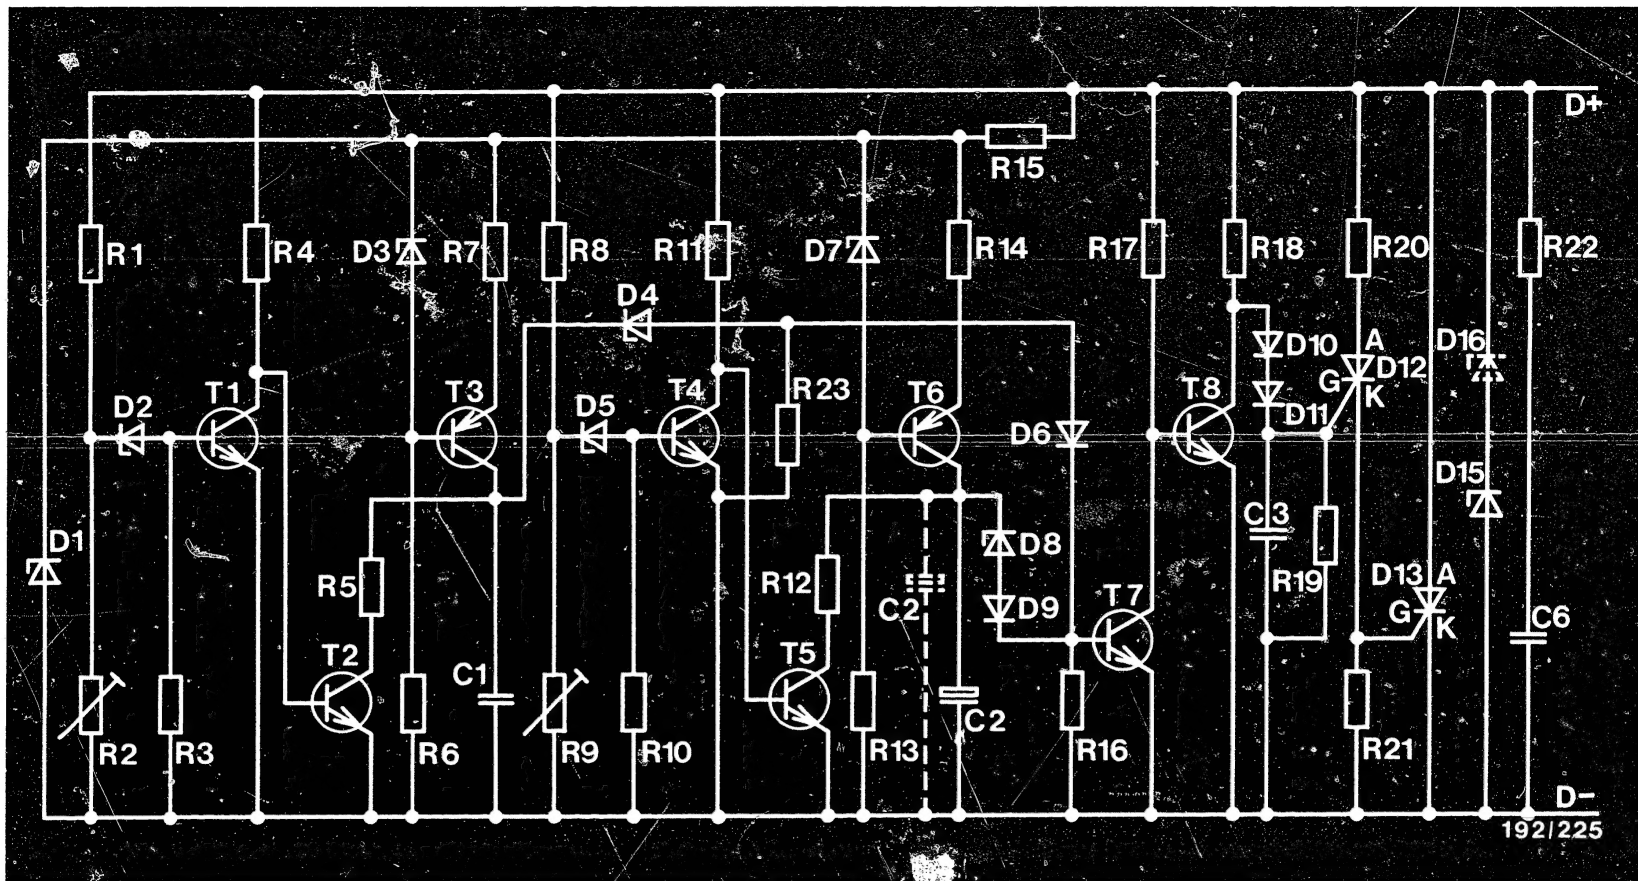 D+
R15
R1
R4
D3
R7
R8
R11
D7
R14
R17
R18
R20
R22
D4
D10
A
D12
G
K
D16
T1
T3
T4
R23
T6
T8
D2
D5
D6
D11
D15
D1
C3
D8
R5
R12
C2
D9
T7
R19
D13
A
G
K
C6
T2
C1
T5
C2
R2
R3
R6
R9
R10
R13
R16
R21
D-
192/225